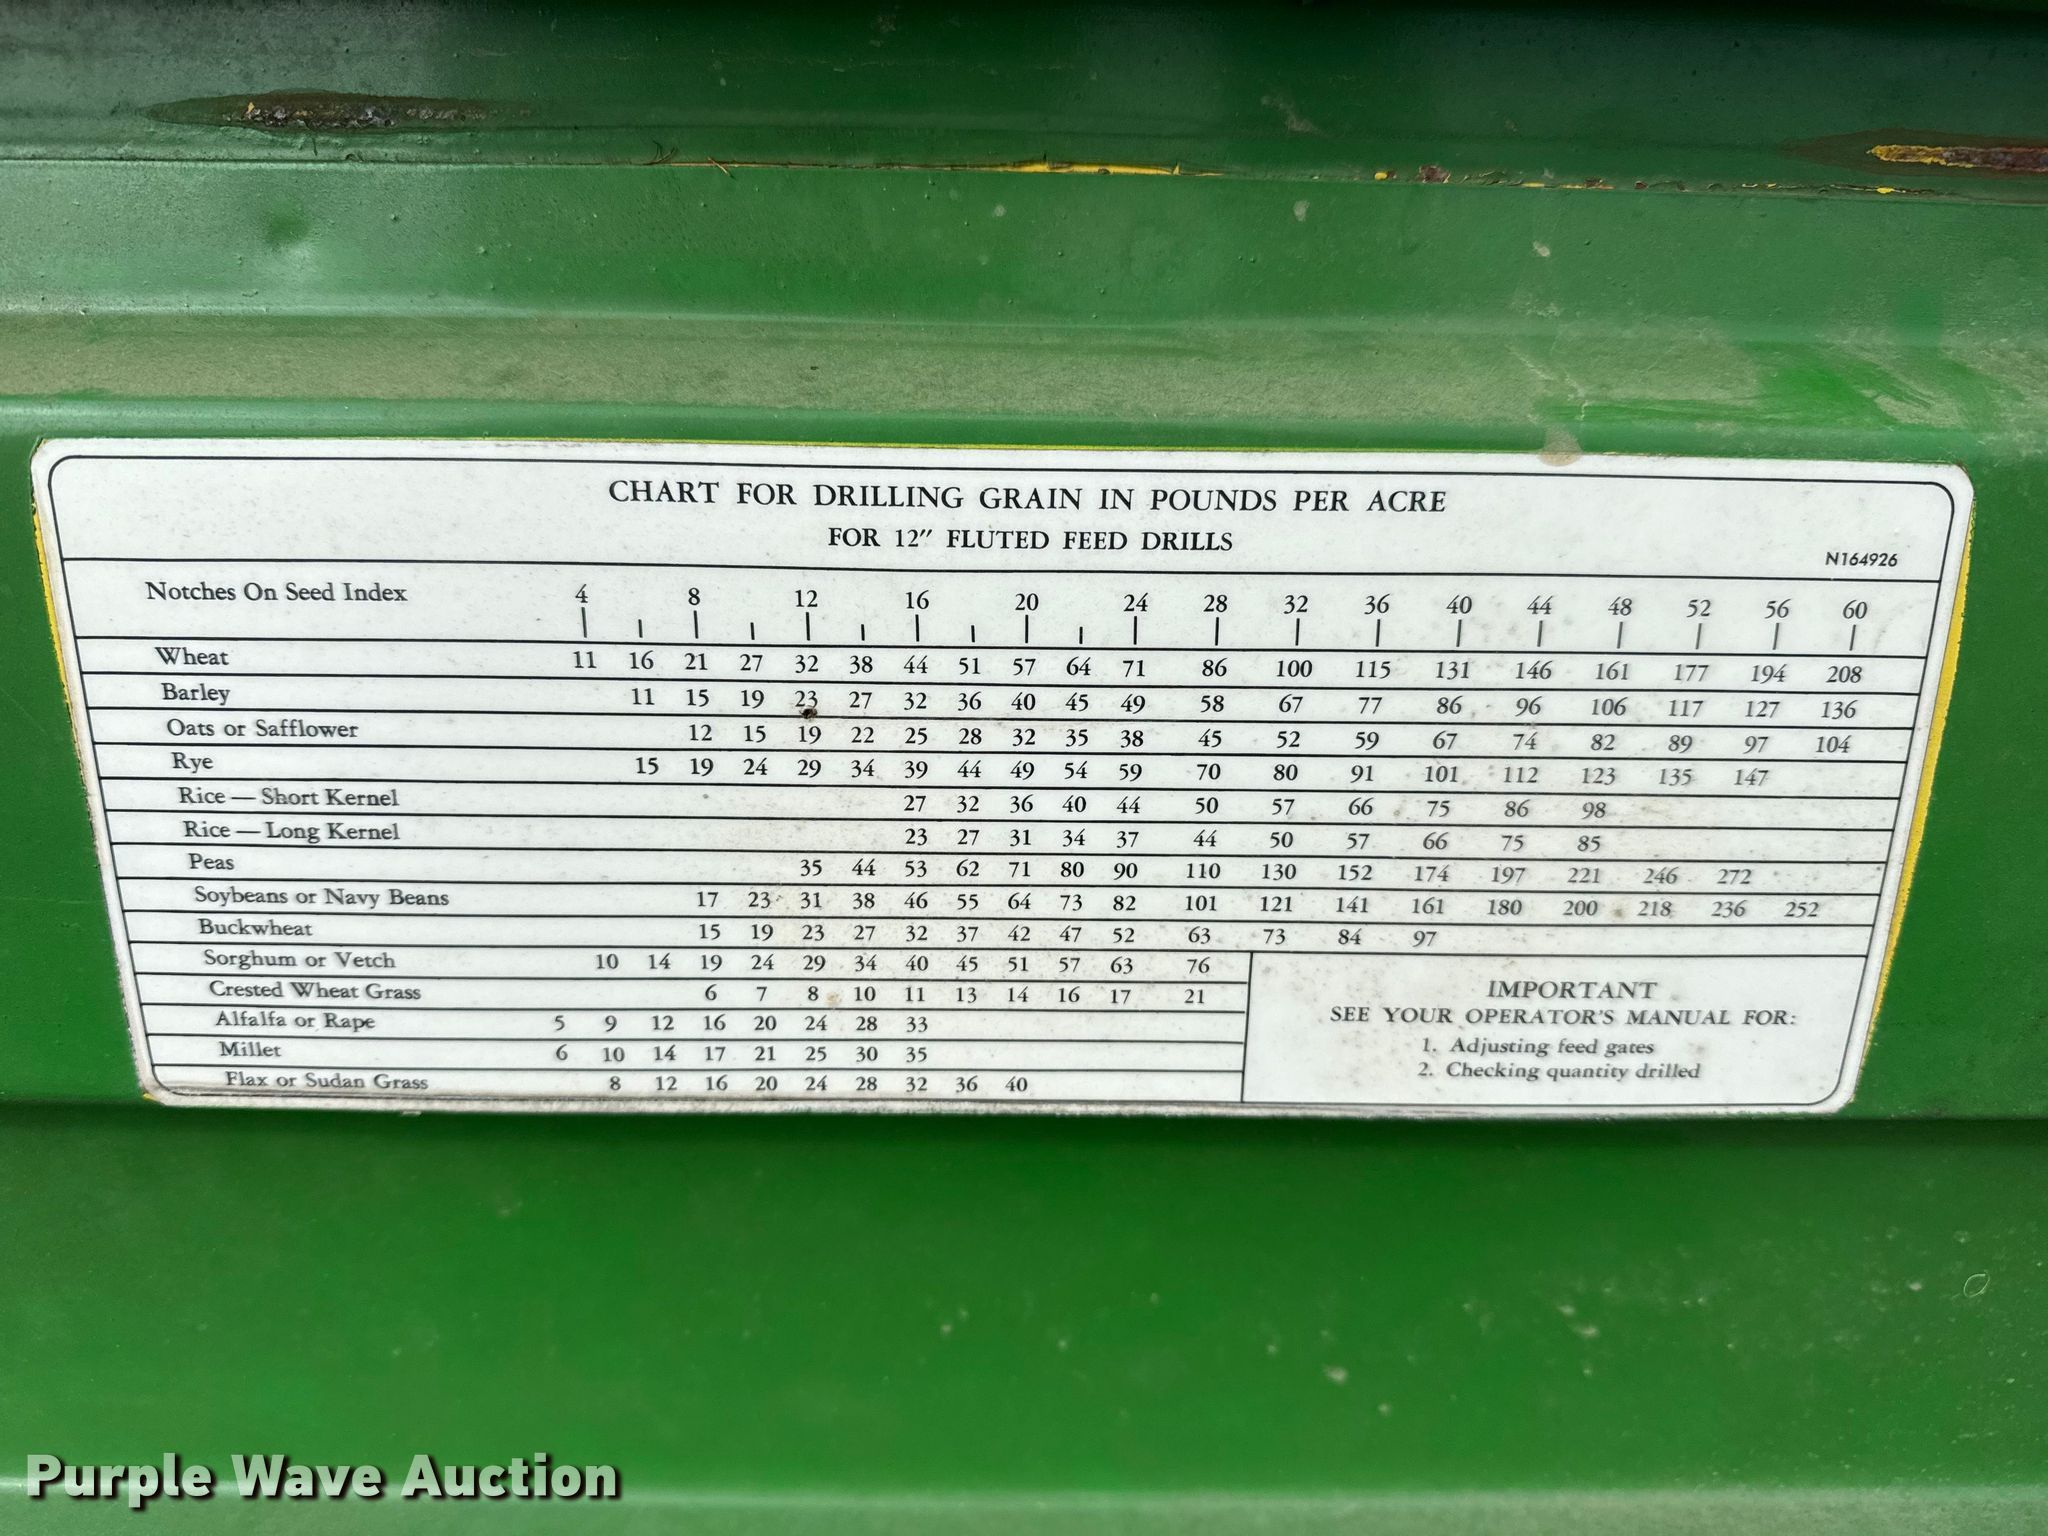 CHART FOR DRILLING GRAIN IN POUNDS PER ACRE
FOR 12" FLUTED FEED DRILLS
N164926
Notches On Seed Index 4 8 12 16 20 24 28 32 36 40 44 48 52 56 60
Wheat 11 16 21 27 32 38 44 51 57 64 71 86 100 115 131 146 161 177 194 208
Barley 11 15 19 23 27 32 36 40 45 49 58 67 77 86 96 106 117 127 136
Oats or Safflower 12 15 19 22 25 28 32 35 38 45 52 59 67 74 82 89 97 104
Rye 15 19 24 29 34 39 44 49 54 59 70 80 91 101 112 123 135 147
Rice — Short Kernel 27 32 36 40 44 50 57 66 75 86 98
Rice — Long Kernel 23 27 31 34 37 44 50 57 66 75 85
Peas 35 44 53 62 71 80 90 110 130 152 174 197 221 246 272
Soybeans or Navy Beans 17 23 31 38 46 55 64 73 82 101 121 141 161 180 200 218 236 252
Buckwheat 15 19 23 27 32 37 42 47 52 63 73 84 97
Sorghum or Vetch 10 14 19 24 29 34 40 45 51 57 63 76
Crested Wheat Grass 6 7 8 10 11 13 14 16 17 21
Alfalfa or Rape 5 9 12 16 20 24 28 33
Millet 6 10 14 17 21 25 30 35
Flax or Sudan Grass 8 12 16 20 24 28 32 36 40
IMPORTANT
SEE YOUR OPERATOR'S MANUAL FOR:
1. Adjusting feed gates
2. Checking quantity drilled
Purple Wave Auction